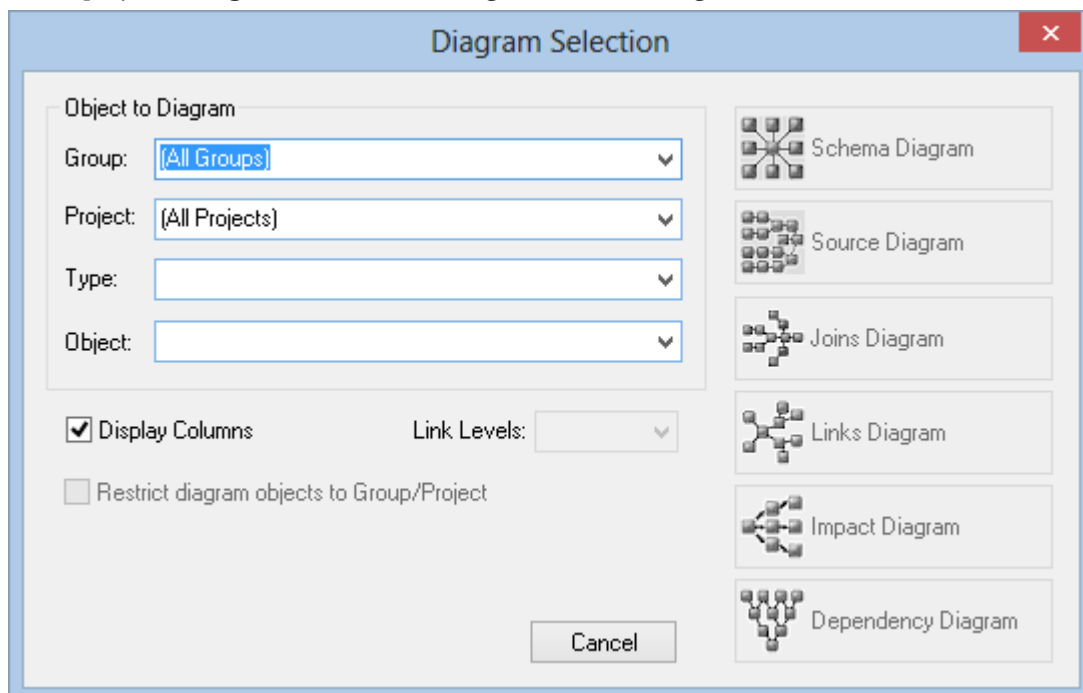 Diagram Selection
Object to Diagram
Group: (All Groups)
Project: (All Projects)
Type:
Object:
Display Columns Link Levels:
Restrict diagram objects to Group/Project
Cancel
Schema Diagram
Source Diagram
Joins Diagram
Links Diagram
Impact Diagram
Dependency Diagram